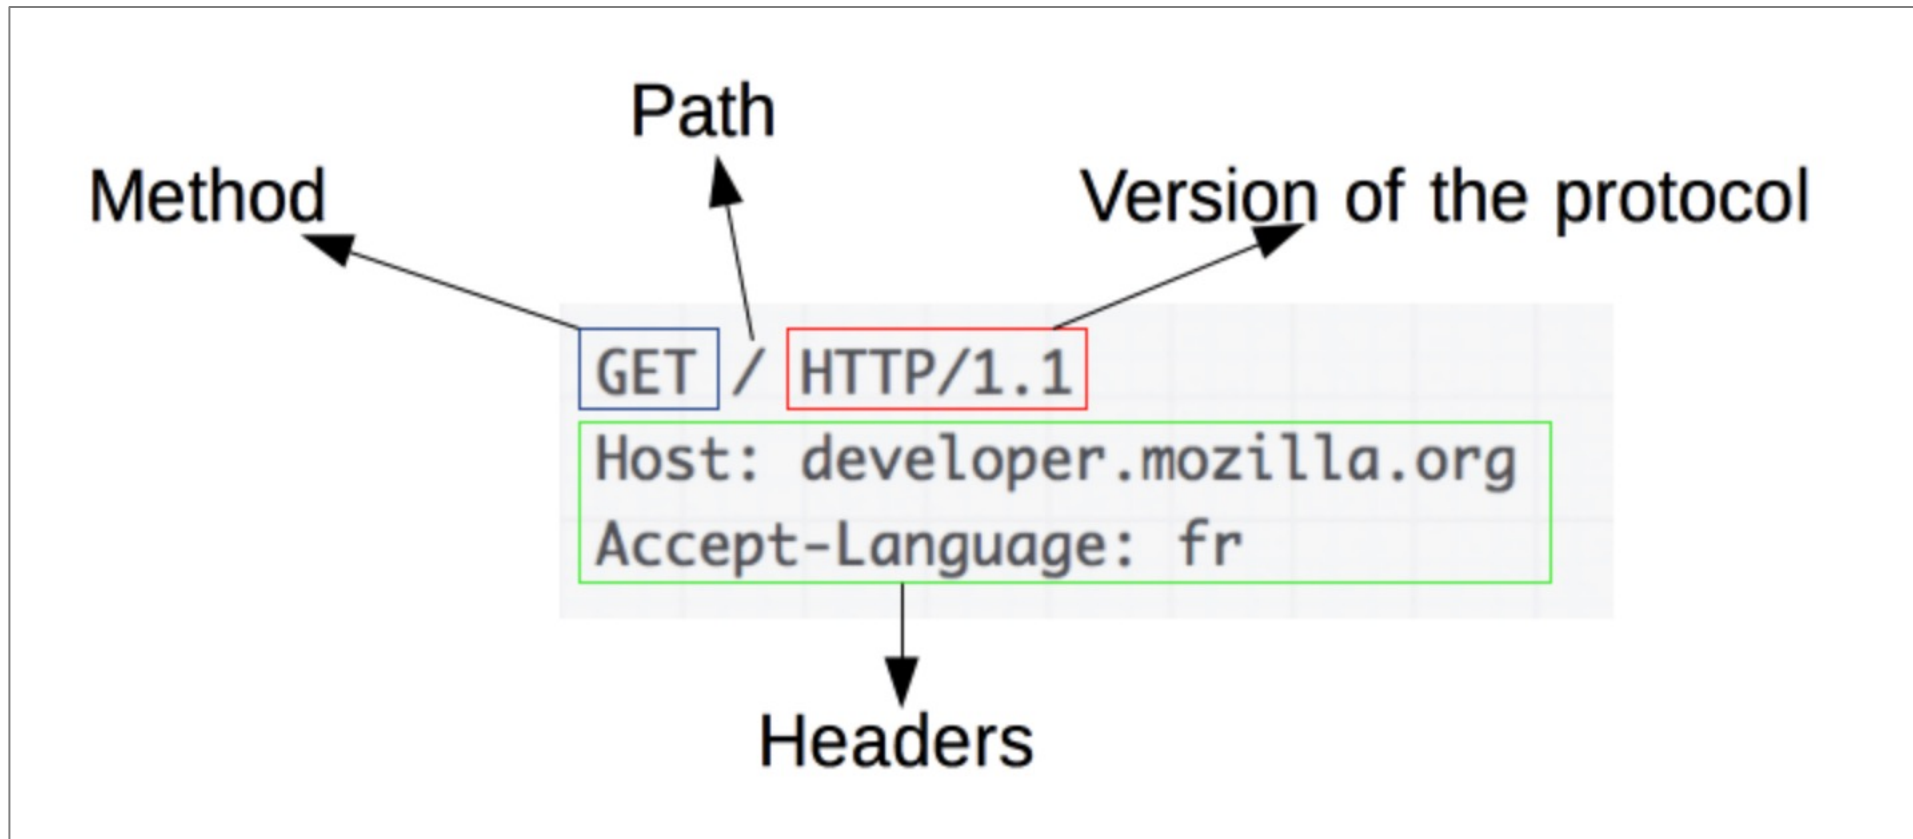 Path
Method
Version of the protocol
GET / HTTP/1.1
Host: developer.mozilla.org
Accept-Language: fr
Headers